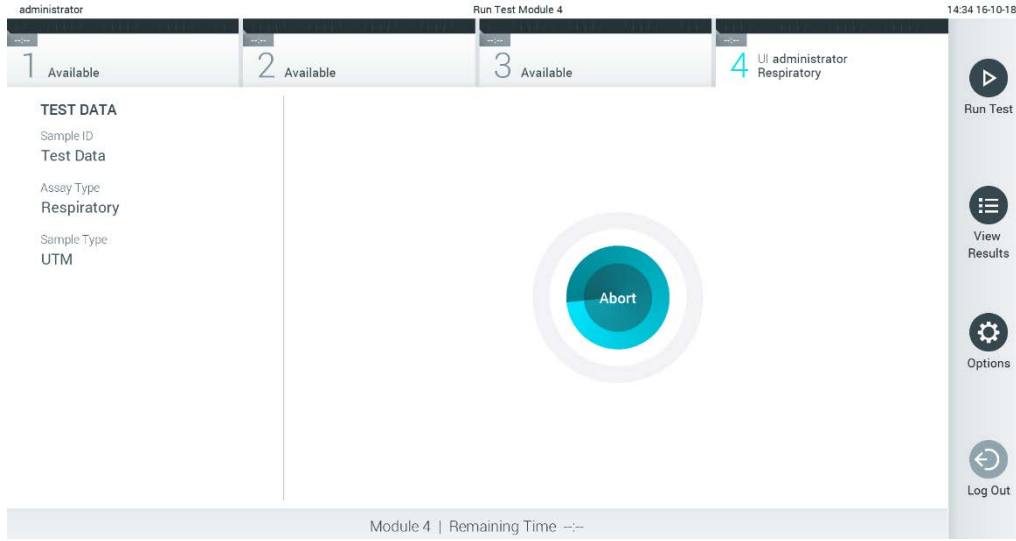 administrator
Run Test Module 4
14:34 16-10-18
--:--
--:--
--:--
--:--
1 Available
2 Available
3 Available
4 UI administrator
Respiratory
TEST DATA
Sample ID
Test Data
Assay Type
Respiratory
Sample Type
UTM
Abort
Run Test
View
Results
Options
Log Out
Module 4 | Remaining Time --:--